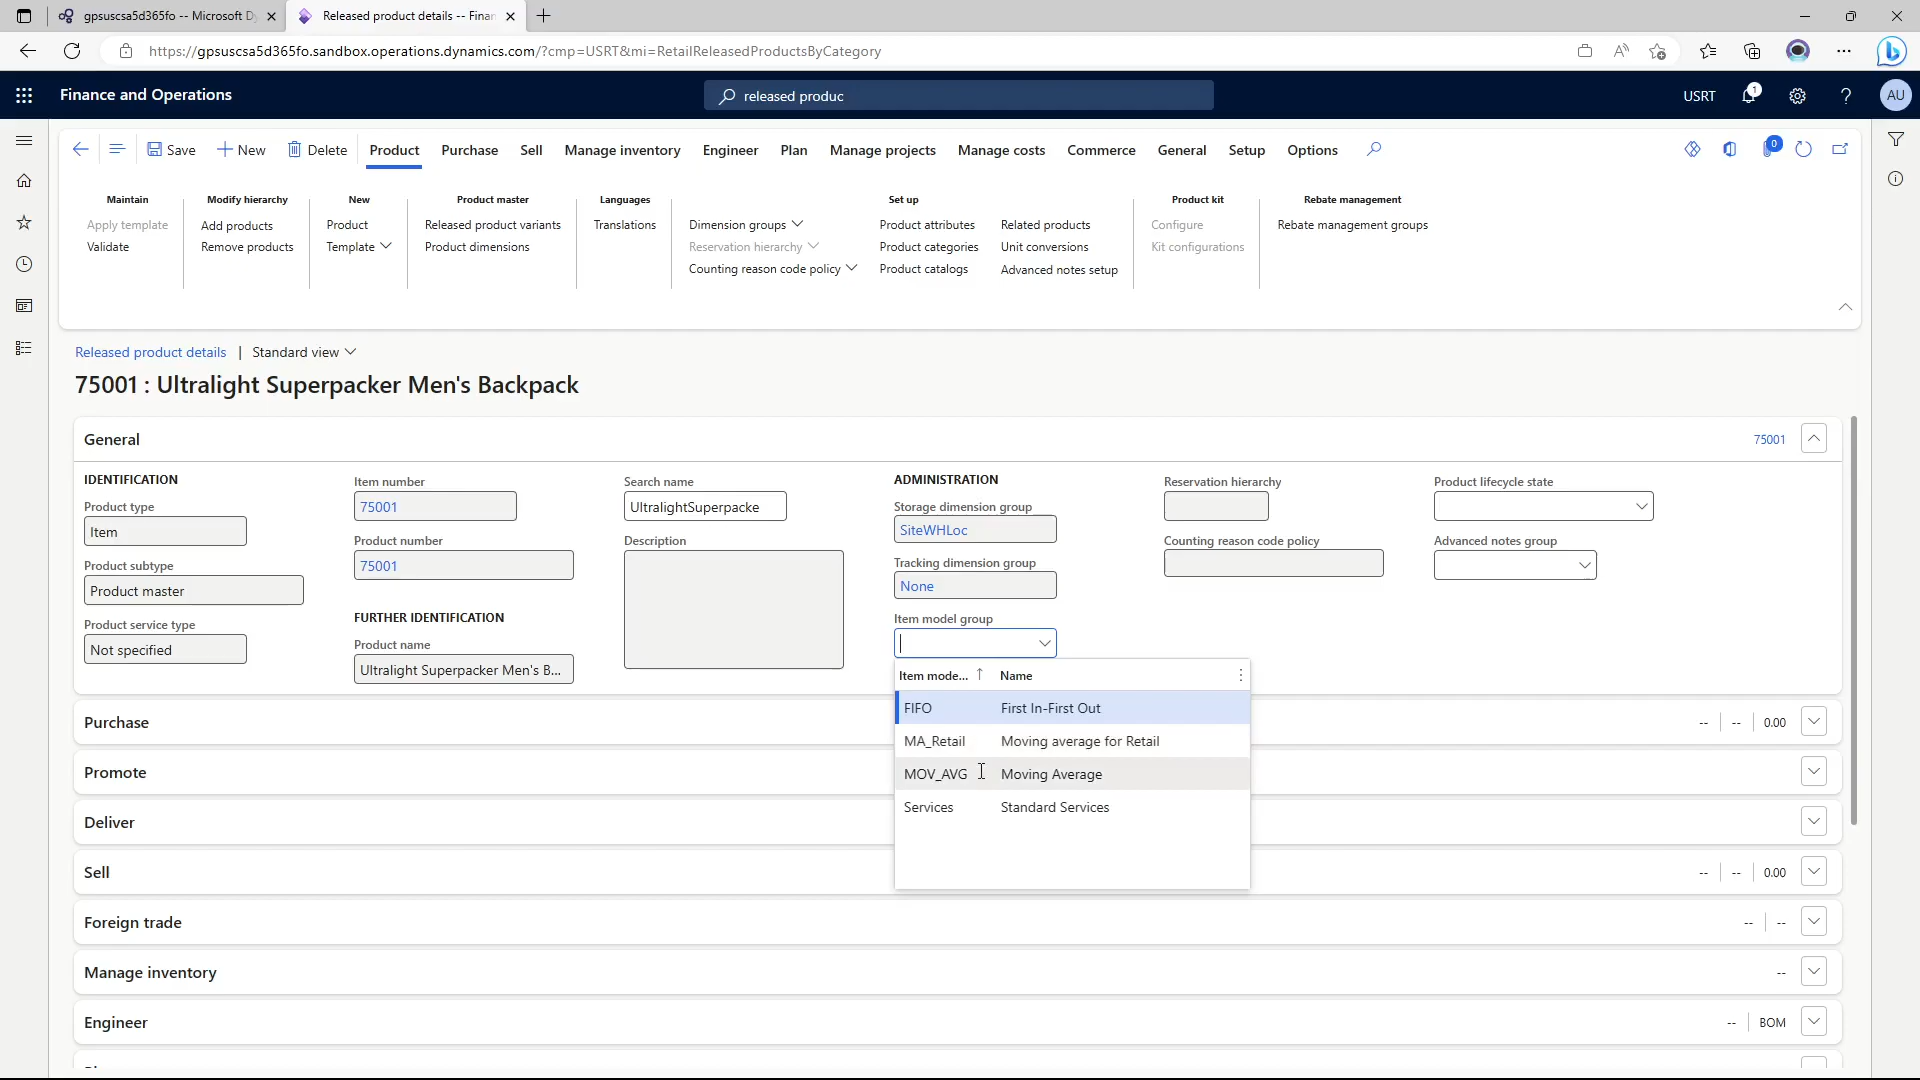 gpsuscsa5d365fo -- Microsoft D
Released product details -- Finan
https://gpsuscsa5d365fo.sandbox.operations.dynamics.com/?cmp=USRT&mi=RetailReleasedProductsByCategory
Finance and Operations
released produc
USRT
1
?
AU
Save
New
Delete
Product
Purchase
Sell
Manage inventory
Engineer
Plan
Manage projects
Manage costs
Commerce
General
Setup
Options
0
Maintain
Apply template
Validate
Modify hierarchy
Add products
Remove products
New
Product
Template
Product master
Released product variants
Product dimensions
Languages
Translations
Set up
Dimension groups
Reservation hierarchy
Counting reason code policy
Product attributes
Product categories
Product catalogs
Related products
Unit conversions
Advanced notes setup
Product kit
Configure
Kit configurations
Rebate management
Rebate management groups
Released product details | Standard view
75001 : Ultralight Superpacker Men's Backpack
General
75001
IDENTIFICATION
Product type
Item
Product subtype
Product master
Product service type
Not specified
Item number
75001
Product number
75001
FURTHER IDENTIFICATION
Product name
Ultralight Superpacker Men's B...
Search name
UltralightSuperpacke
Description
ADMINISTRATION
Storage dimension group
SiteWHLoc
Tracking dimension group
None
Item model group
Item mode... ↑ Name
FIFO First In-First Out
MA_Retail Moving average for Retail
MOV_AVG Moving Average
Services Standard Services
Reservation hierarchy
Counting reason code policy
Product lifecycle state
Advanced notes group
Purchase
-- | -- | 0.00
Promote
Deliver
Sell
-- | -- | 0.00
Foreign trade
-- | --
Manage inventory
--
Engineer
-- | BOM